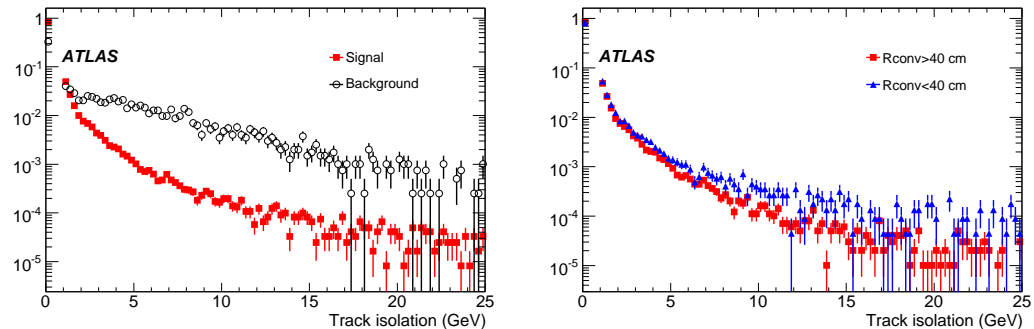 1
10⁻¹
10⁻²
10⁻³
10⁻⁴
10⁻⁵
ATLAS
Signal
Background
0 5 10 15 20 25
Track isolation (GeV)
1
10⁻¹
10⁻²
10⁻³
10⁻⁴
10⁻⁵
ATLAS
Rconv>40 cm
Rconv<40 cm
0 5 10 15 20 25
Track isolation (GeV)